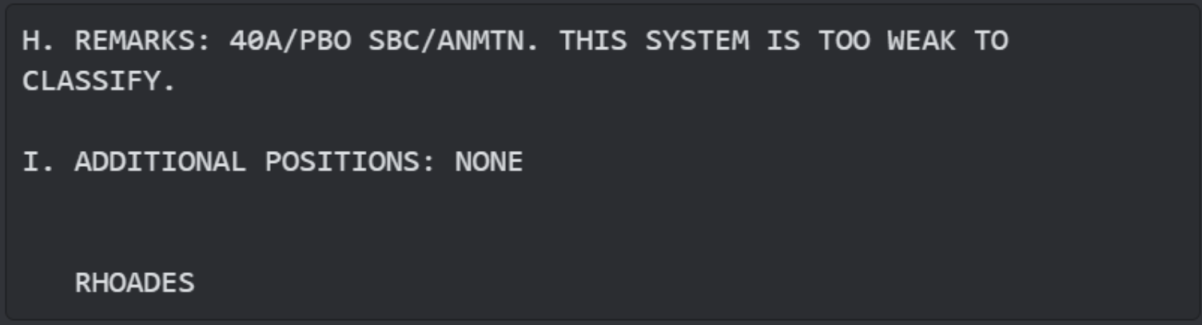 H. REMARKS: 40A/PBO SBC/ANMTN. THIS SYSTEM IS TOO WEAK TO
CLASSIFY.
I. ADDITIONAL POSITIONS: NONE
RHOADES